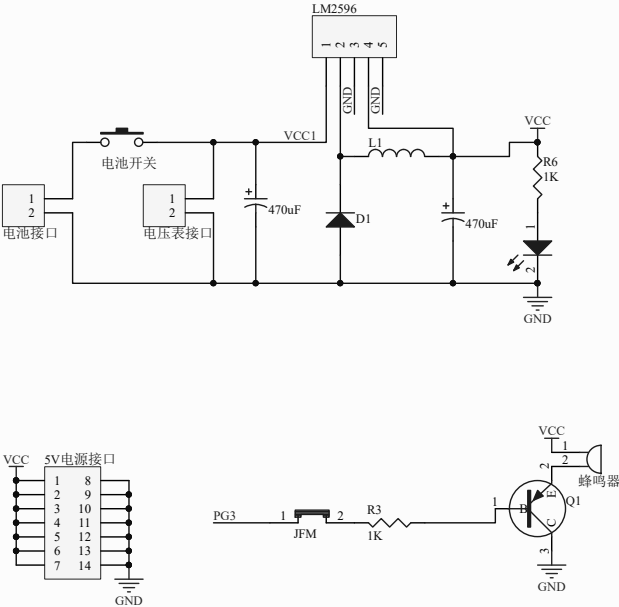 LM2596
1 2 3 4 5
GND GND
VCC1
VCC
电池开关
L1
R6
1K
1
2
电池接口
1
2
电压表接口
+
470uF
D1
+
470uF
1
2
GND
VCC
5V电源接口
1 8
2 9
3 10
4 11
5 12
6 13
7 14
GND
PG3
1 2
JFM
R3
1K
VCC
1
2
蜂鸣器
2
1
B
E
C
Q1
3
GND